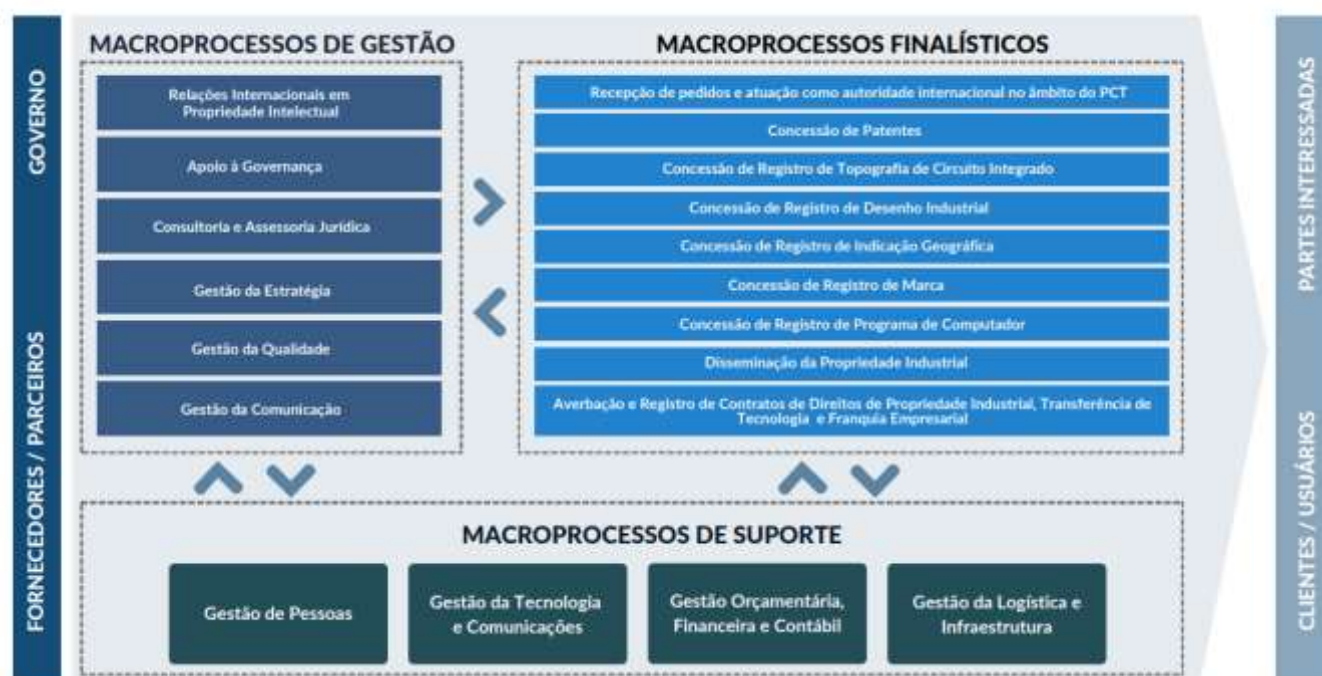 GOVERNO
FORNECEDORES / PARCEIROS
MACROPROCESSOS DE GESTÃO
Relações Internacionais em
Propriedade Intelectual
Apoio à Governança
Consultoria e Assessoria Jurídica
Gestão da Estratégia
Gestão da Qualidade
Gestão da Comunicação
MACROPROCESSOS FINALÍSTICOS
Recepção de pedidos e atuação como autoridade internacional no âmbito do PCT
Concessão de Patentes
Concessão de Registro de Topografia de Circuito Integrado
Concessão de Registro de Desenho Industrial
Concessão de Registro de Indicação Geográfica
Concessão de Registro de Marca
Concessão de Registro de Programa de Computador
Disseminação da Propriedade Industrial
Averbação e Registro de Contratos de Direitos de Propriedade Industrial, Transferência de
Tecnologia e Franquia Empresarial
MACROPROCESSOS DE SUPORTE
Gestão de Pessoas
Gestão da Tecnologia
e Comunicações
Gestão Orçamentária,
Financeira e Contábil
Gestão da Logística e
Infraestrutura
PARTES INTERESSADAS
CLIENTES / USUÁRIOS